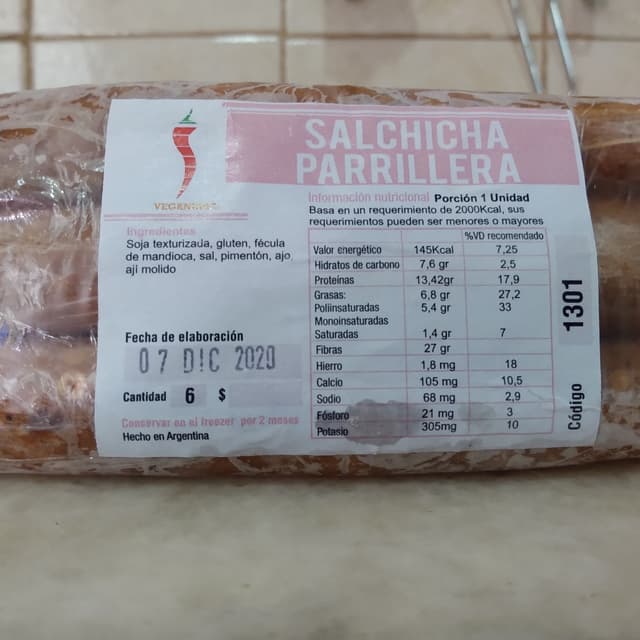 SALCHICHA
PARRILLERA
Información nutricional Porción 1 Unidad
Basa en un requerimiento de 2000Kcal, sus
requerimientos pueden ser menores o mayores
Ingredientes
Soja texturizada, gluten, fécula
de mandioca, sal, pimentón, ajo
ají molido
Fecha de elaboración
07 DIC 2020
Cantidad 6 $
Conservar en el freezer por 2 meses
Hecho en Argentina
%VD recomendado
Valor energético 145Kcal 7,25
Hidratos de carbono 7,6 gr 2,5
Proteinas 13,42gr 17,9
Grasas: 6,8 gr 27,2
Poliinsaturadas 5,4 gr 33
Monoinsaturadas
Saturadas 1,4 gr 7
Fibras 27 gr
Hierro 1,8 mg 18
Calcio 105 mg 10,5
Sodio 68 mg 2,9
Fósforo 21 mg 3
Potasio 305mg 10
Código 1301